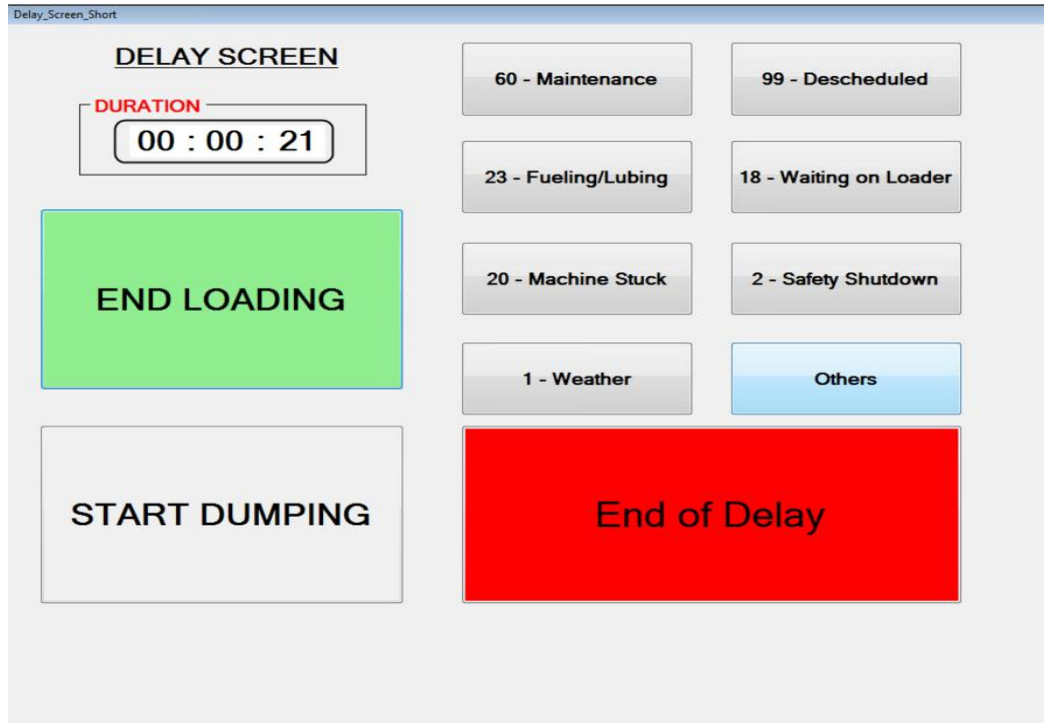 Delay_Screen_Short
DELAY SCREEN
DURATION
00 : 00 : 21
END LOADING
START DUMPING
60 - Maintenance
99 - Descheduled
23 - Fueling/Lubing
18 - Waiting on Loader
20 - Machine Stuck
2 - Safety Shutdown
1 - Weather
Others
End of Delay